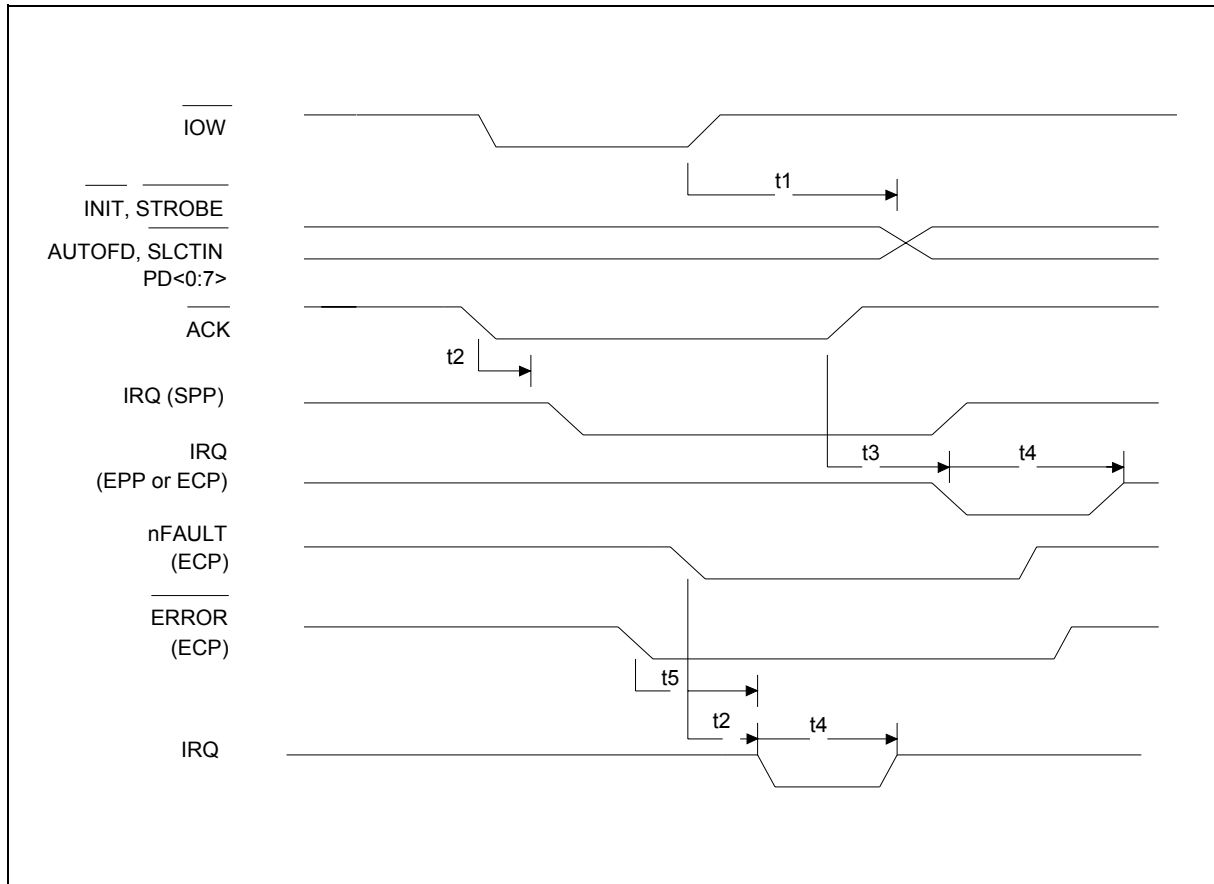 IOW
t1
INIT, STROBE
AUTOFD, SLCTIN
PD<0:7>
ACK
t2
IRQ (SPP)
IRQ
(EPP or ECP)
t3
t4
nFAULT
(ECP)
ERROR
(ECP)
t5
t2
t4
IRQ